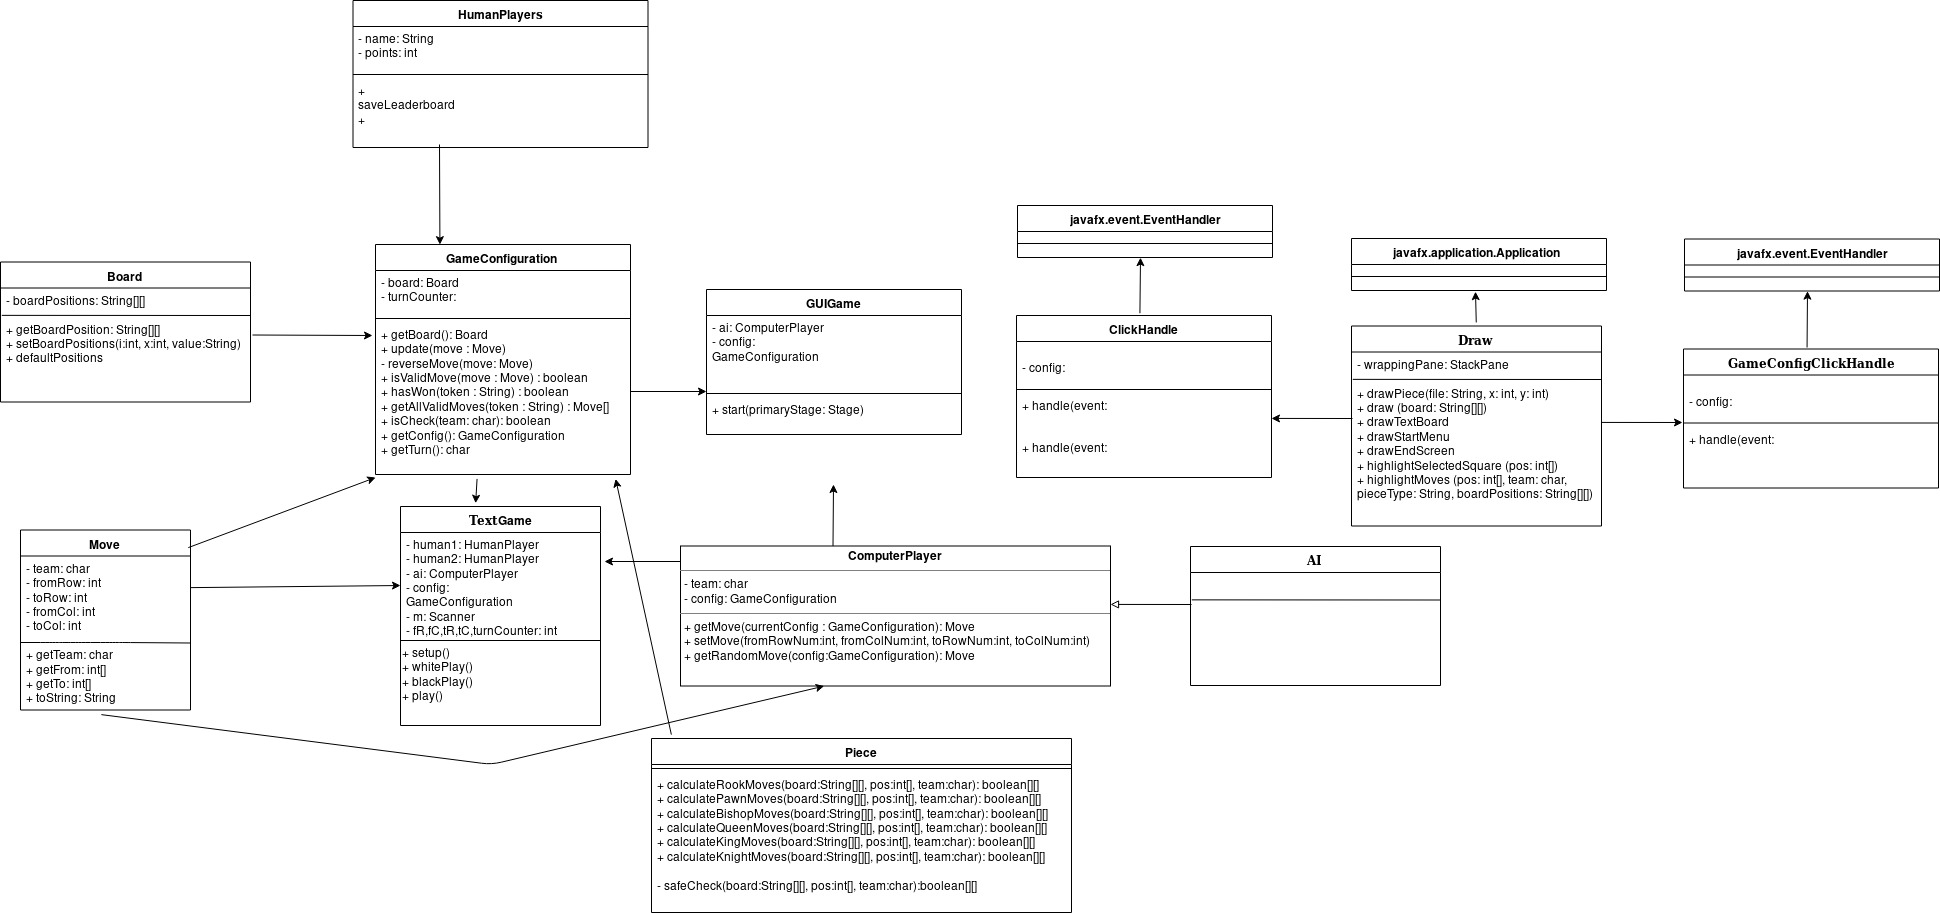 HumanPlayers
- name: String
- points: int
+
saveLeaderboard
+
Board
- boardPositions: String[][]
+ getBoardPosition: String[][]
+ setBoardPositions(i:int, x:int, value:String)
+ defaultPositions
GameConfiguration
- board: Board
- turnCounter:
+ getBoard(): Board
+ update(move : Move)
- reverseMove(move: Move)
+ isValidMove(move : Move) : boolean
+ hasWon(token : String) : boolean
+ getAllValidMoves(token : String) : Move[]
+ isCheck(team: char): boolean
+ getConfig(): GameConfiguration
+ getTurn(): char
GUIGame
- ai: ComputerPlayer
- config:
GameConfiguration
+ start(primaryStage: Stage)
javafx.event.EventHandler
ClickHandle
- config:
+ handle(event:
+ handle(event:
javafx.application.Application
Draw
- wrappingPane: StackPane
+ drawPiece(file: String, x: int, y: int)
+ draw (board: String[][])
+ drawTextBoard
+ drawStartMenu
+ drawEndScreen
+ highlightSelectedSquare (pos: int[])
+ highlightMoves (pos: int[], team: char,
pieceType: String, boardPositions: String[][])
javafx.event.EventHandler
GameConfigClickHandle
- config:
+ handle(event:
Move
- team: char
- fromRow: int
- toRow: int
- fromCol: int
- toCol: int
+ getTeam: char
+ getFrom: int[]
+ getTo: int[]
+ toString: String
TextGame
- human1: HumanPlayer
- human2: HumanPlayer
- ai: ComputerPlayer
- config:
GameConfiguration
- m: Scanner
- fR,fC,tR,tC,turnCounter: int
+ setup()
+ whitePlay()
+ blackPlay()
+ play()
ComputerPlayer
- team: char
- config: GameConfiguration
+ getMove(currentConfig : GameConfiguration): Move
+ setMove(fromRowNum:int, fromColNum:int, toRowNum:int, toColNum:int)
+ getRandomMove(config:GameConfiguration): Move
AI
Piece
+ calculateRookMoves(board:String[][], pos:int[], team:char): boolean[][]
+ calculatePawnMoves(board:String[][], pos:int[], team:char): boolean[][]
+ calculateBishopMoves(board:String[][], pos:int[], team:char): boolean[][]
+ calculateQueenMoves(board:String[][], pos:int[], team:char): boolean[][]
+ calculateKingMoves(board:String[][], pos:int[], team:char): boolean[][]
+ calculateKnightMoves(board:String[][], pos:int[], team:char): boolean[][]
- safeCheck(board:String[][], pos:int[], team:char):boolean[][]